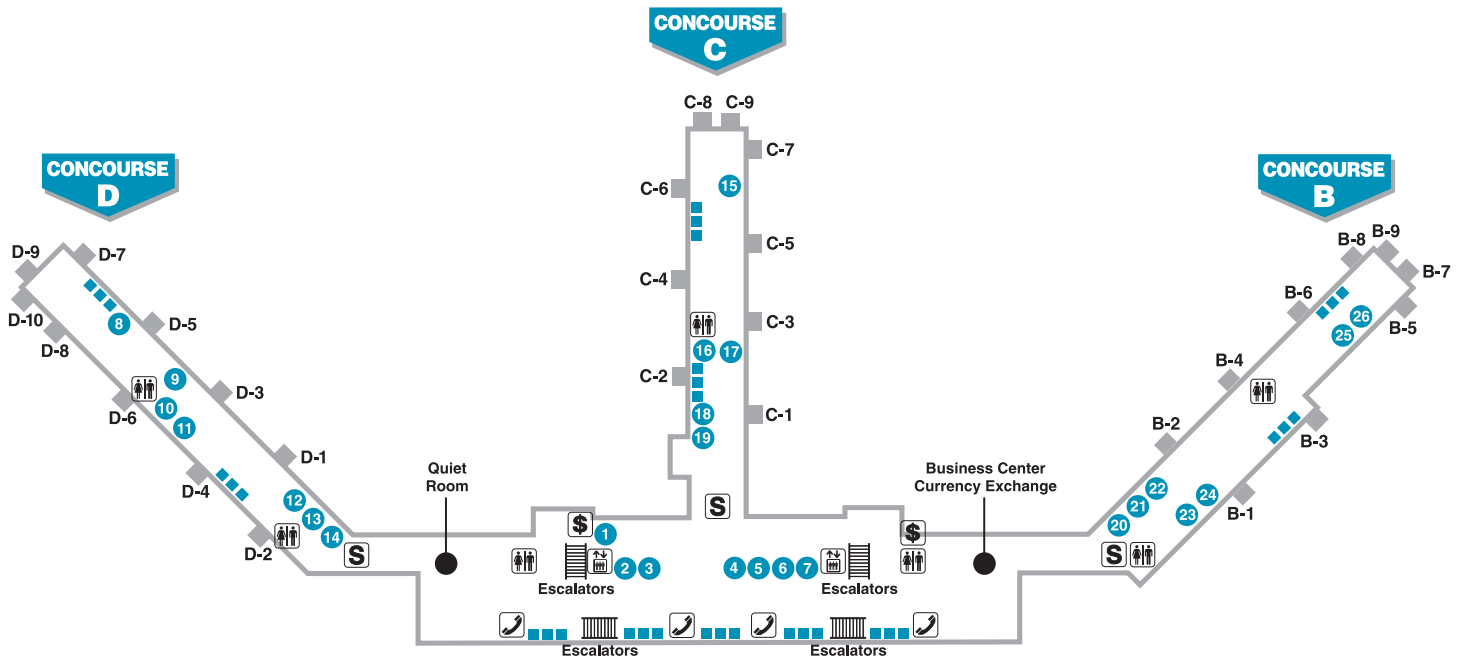 CONCOURSE
C
C-8
C-9
C-7
CONCOURSE
D
CONCOURSE
B
C-6
15
D-9
D-7
B-8
B-9
B-7
C-5
C-4
D-10
D-8
8
D-5
B-6
26
25
B-5
C-3
16
17
9
D-3
C-2
B-4
D-6
10
11
18
C-1
19
B-2
B-3
D-1
D-4
Quiet
Room
Business Center
Currency Exchange
12
13
14
22
21
20
24
23
B-1
S
D-2
$
1
$
S
S
2
3
4
5
6
7
Escalators
Escalators
Escalators
Escalators